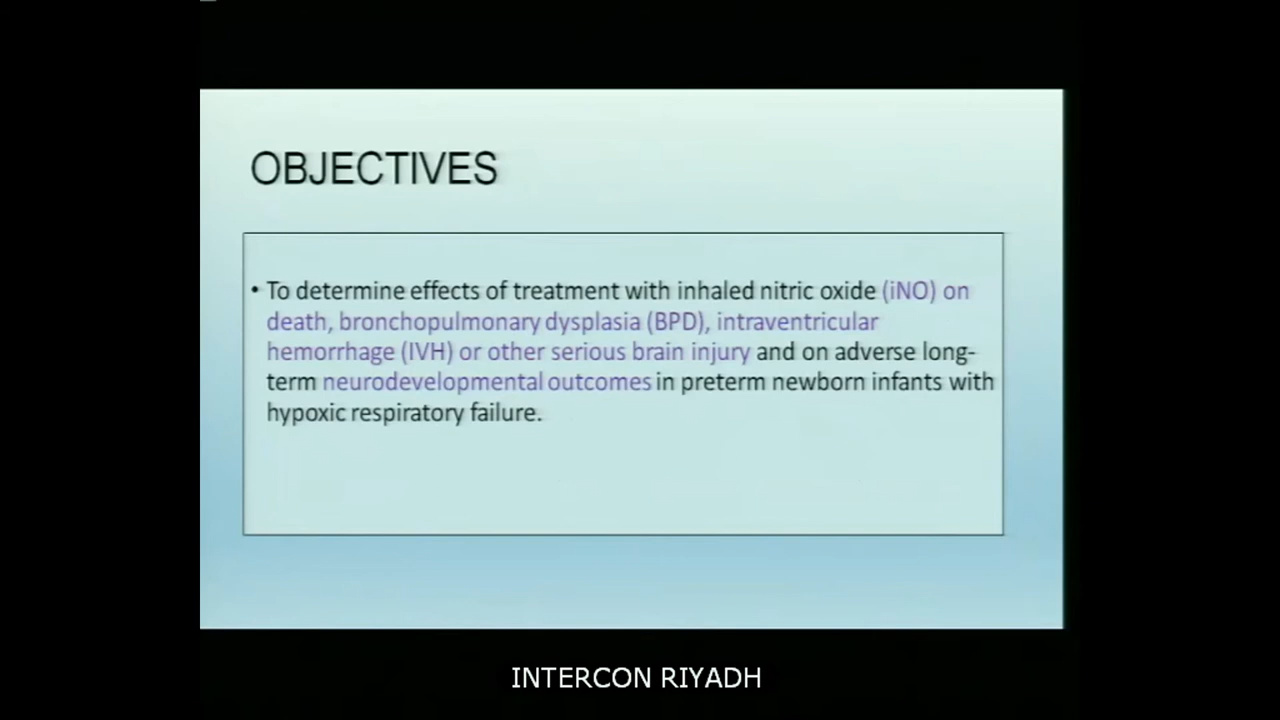 OBJECTIVES
• To determine effects of treatment with inhaled nitric oxide (iNO) on
death, bronchopulmonary dysplasia (BPD), intraventricular
hemorrhage (IVH) or other serious brain injury and on adverse long-
term neurodevelopmental outcomes in preterm newborn infants with
hypoxic respiratory failure.
INTERCON RIYADH